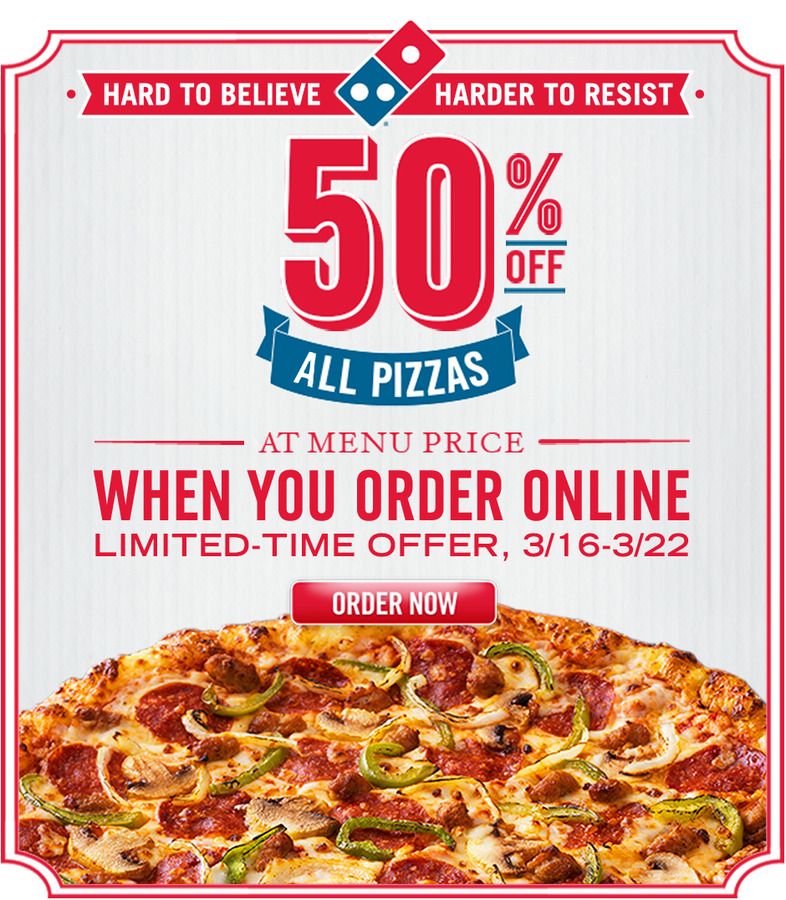 HARD TO BELIEVE HARDER TO RESIST
50% OFF
ALL PIZZAS
AT MENU PRICE
WHEN YOU ORDER ONLINE
LIMITED-TIME OFFER, 3/16-3/22
ORDER NOW